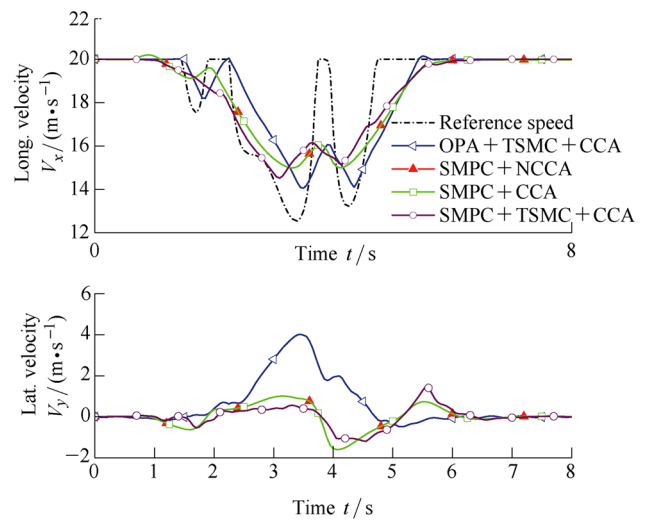 22
20
18
16
14
12
Long. velocity
Vx/(m•s−1)
Reference speed
OPA+TSMC+CCA
SMPC+NCCA
SMPC+CCA
SMPC+TSMC+CCA
0 8
Time t/s
6
4
2
0
−2
Lat. velocity
Vy/(m•s−1)
0 1 2 3 4 5 6 7 8
Time t/s